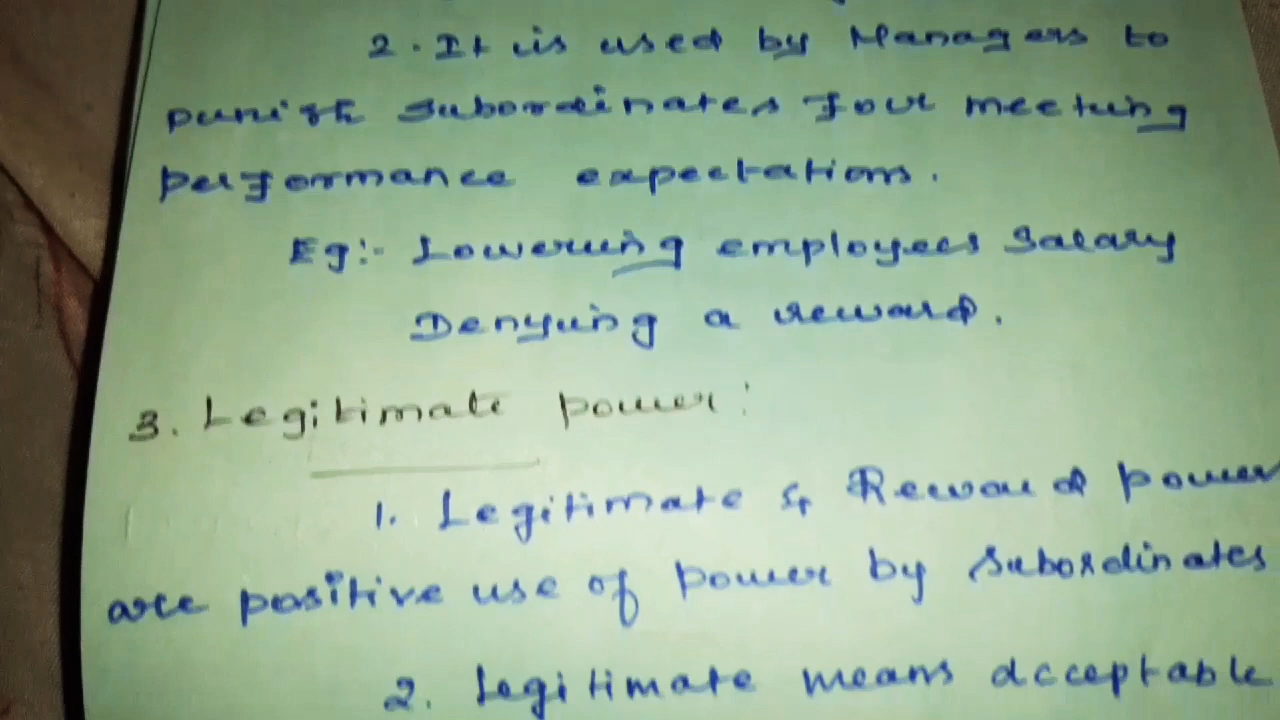 2. It is used by Managers to
punish subordinates for meeting
performance expectations.
Eg:- Lowering employees salary
Denying a reward.
3. Legitimate power:
1. Legitimate & Reward power
are positive use of power by subordinates
2. Legitimate means acceptable